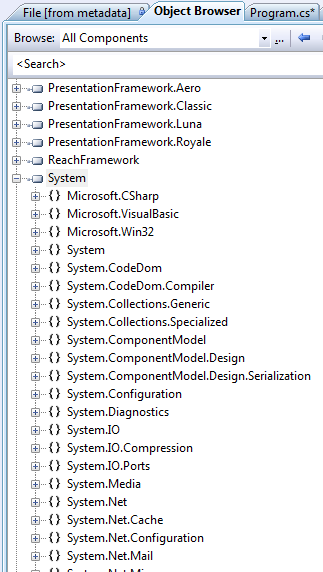 File [from metadata] Object Browser Program.cs*
Browse: All Components ...
<Search>
PresentationFramework.Aero
PresentationFramework.Classic
PresentationFramework.Luna
PresentationFramework.Royale
ReachFramework
System
{} Microsoft.CSharp
{} Microsoft.VisualBasic
{} Microsoft.Win32
{} System
{} System.CodeDom
{} System.CodeDom.Compiler
{} System.Collections.Generic
{} System.Collections.Specialized
{} System.ComponentModel
{} System.ComponentModel.Design
{} System.ComponentModel.Design.Serialization
{} System.Configuration
{} System.Diagnostics
{} System.IO
{} System.IO.Compression
{} System.IO.Ports
{} System.Media
{} System.Net
{} System.Net.Cache
{} System.Net.Configuration
{} System.Net.Mail